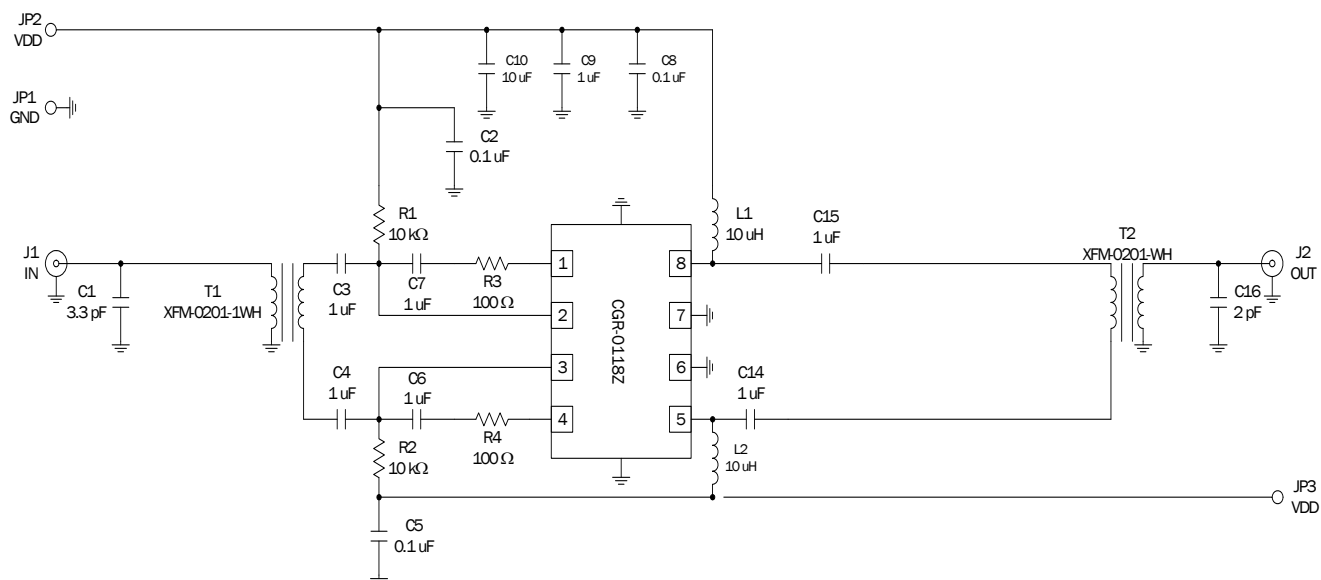 JP2
VDD
C10
10 uF
C9
1 uF
C8
0.1 uF
JP1
GND
C2
0.1 uF
R1
10 kΩ
L1
10 uH
C15
1 uF
T2
XFM-0201-WH
J1
IN
J2
OUT
C1
3.3 pF
T1
XFM-0201-1WH
C3
1 uF
C7
1 uF
R3
100 Ω
1
2
3
4
CGR-0118Z
8
7
6
5
C16
2 pF
C4
1 uF
C6
1 uF
C14
1 uF
R2
10 kΩ
R4
100 Ω
L2
10 uH
JP3
VDD
C5
0.1 uF